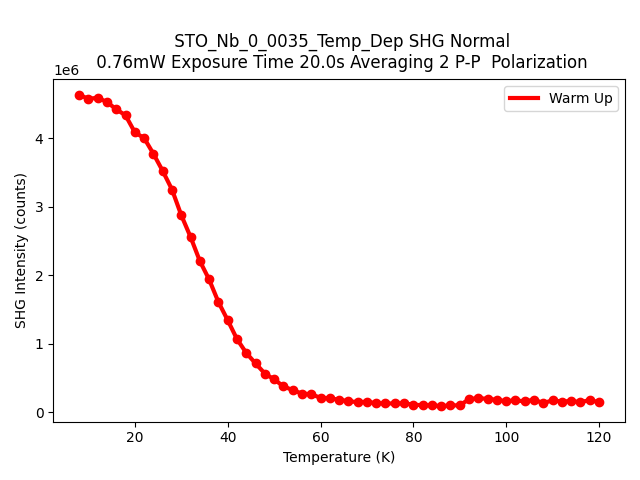 STO_Nb_0_0035_Temp_Dep SHG Normal
0.76mW Exposure Time 20.0s Averaging 2 P-P  Polarization
1e6
Warm Up
4
3
2
1
0
SHG Intensity (counts)
20 40 60 80 100 120
Temperature (K)